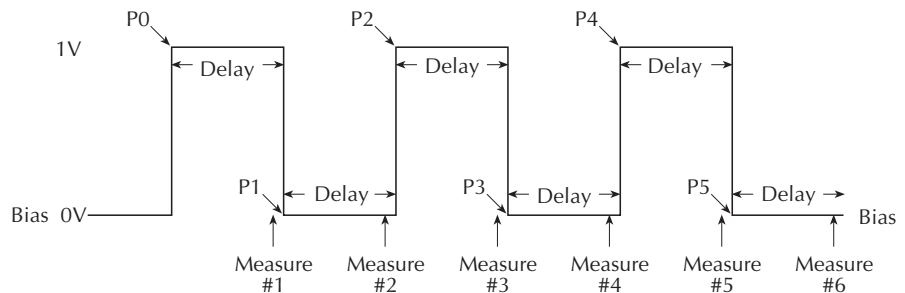 P0
P2
P4
1V
Delay
Delay
Delay
P1
Delay
P3
Delay
P5
Delay
Bias 0V
Bias
Measure #1
Measure #2
Measure #3
Measure #4
Measure #5
Measure #6